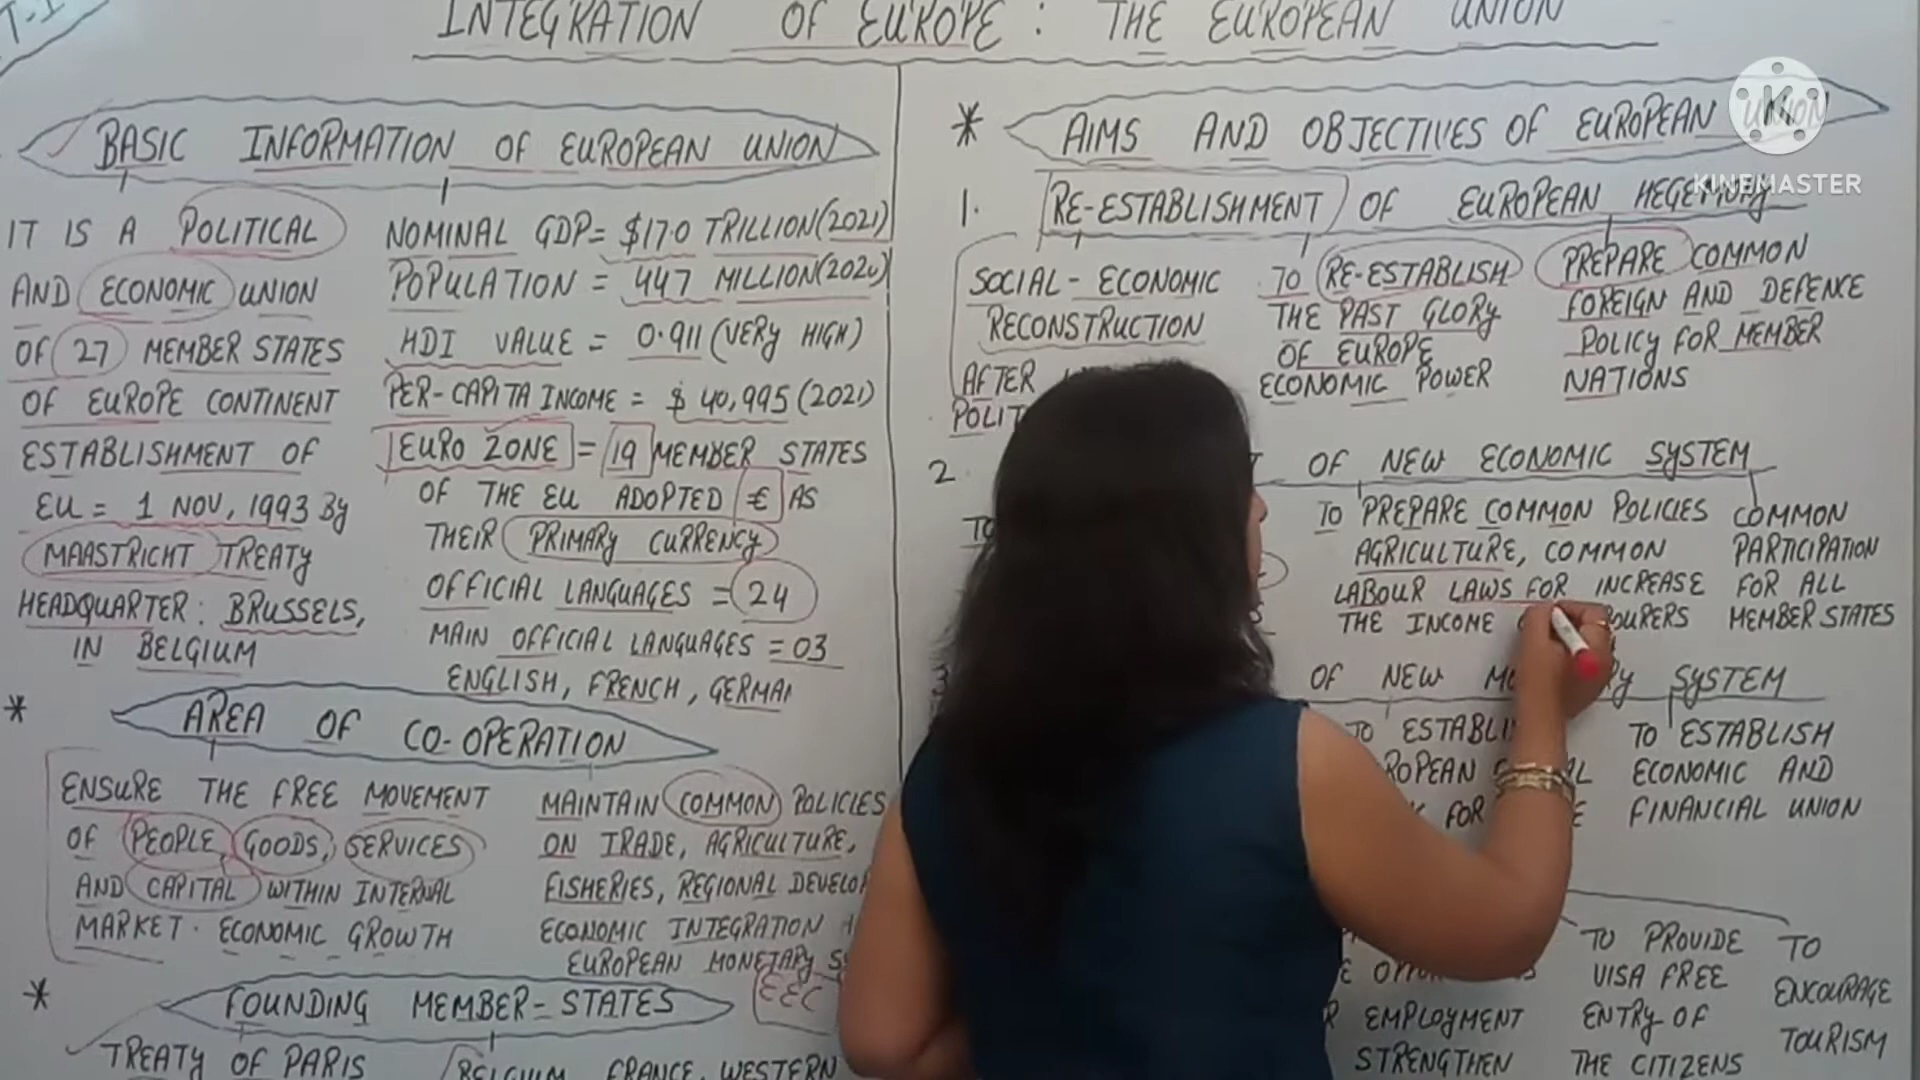 INTEGRATION OF EUROPE : THE EUROPEAN UNION
BASIC INFORMATION OF EUROPEAN UNION
IT IS A POLITICAL
AND ECONOMIC UNION
OF 27 MEMBER STATES
OF EUROPE CONTINENT
ESTABLISHMENT OF
EU = 1 NOV, 1993 By
MAASTRICHT TREATY
HEADQUARTER: BRUSSELS,
IN BELGIUM
NOMINAL GDP= $17.0 TRILLION(2021)
POPULATION = 447 MILLION(2020)
HDI VALUE = 0.911 (VERY HIGH)
PER-CAPITA INCOME = $ 40,995 (2021)
EURO ZONE = 19 MEMBER STATES
OF THE EU ADOPTED € AS
THEIR PRIMARY CURRENCY
OFFICIAL LANGUAGES = 24
MAIN OFFICIAL LANGUAGES = 03
ENGLISH, FRENCH, GERMAN
* AREA OF CO-OPERATION
ENSURE THE FREE MOVEMENT
OF PEOPLE, GOODS, SERVICES
AND CAPITAL WITHIN INTERNAL
MARKET. ECONOMIC GROWTH
MAINTAIN COMMON POLICIES
ON TRADE, AGRICULTURE,
FISHERIES, REGIONAL
ECONOMIC INTEGRATION
EUROPEAN MONETARY
EEC
* FOUNDING MEMBER-STATES
TREATY OF PARIS
BELGIUM, FRANCE, WESTERN
* AIMS AND OBJECTIVES OF EUROPEAN UNION
KINEMASTER
1. RE-ESTABLISHMENT OF EUROPEAN HEGEMONY
SOCIAL-ECONOMIC
RECONSTRUCTION
AFTER
TO RE-ESTABLISH
THE PAST GLORY
OF EUROPE
ECONOMIC POWER
PREPARE COMMON
FOREIGN AND DEFENCE
POLICY FOR MEMBER
NATIONS
2 OF NEW ECONOMIC SYSTEM
TO PREPARE COMMON POLICIES
AGRICULTURE, COMMON
LABOUR LAWS FOR INCREASE
THE INCOME
COMMON
PARTICIPATION
FOR ALL
MEMBER STATES
3 OF NEW SYSTEM
TO
FOR
TO ESTABLISH
ECONOMIC AND
FINANCIAL UNION
EMPLOYMENT
STRENGTHEN
TO PROVIDE
VISA FREE
ENTRY OF
THE CITIZENS
TO
ENCOURAGE
TOURISM